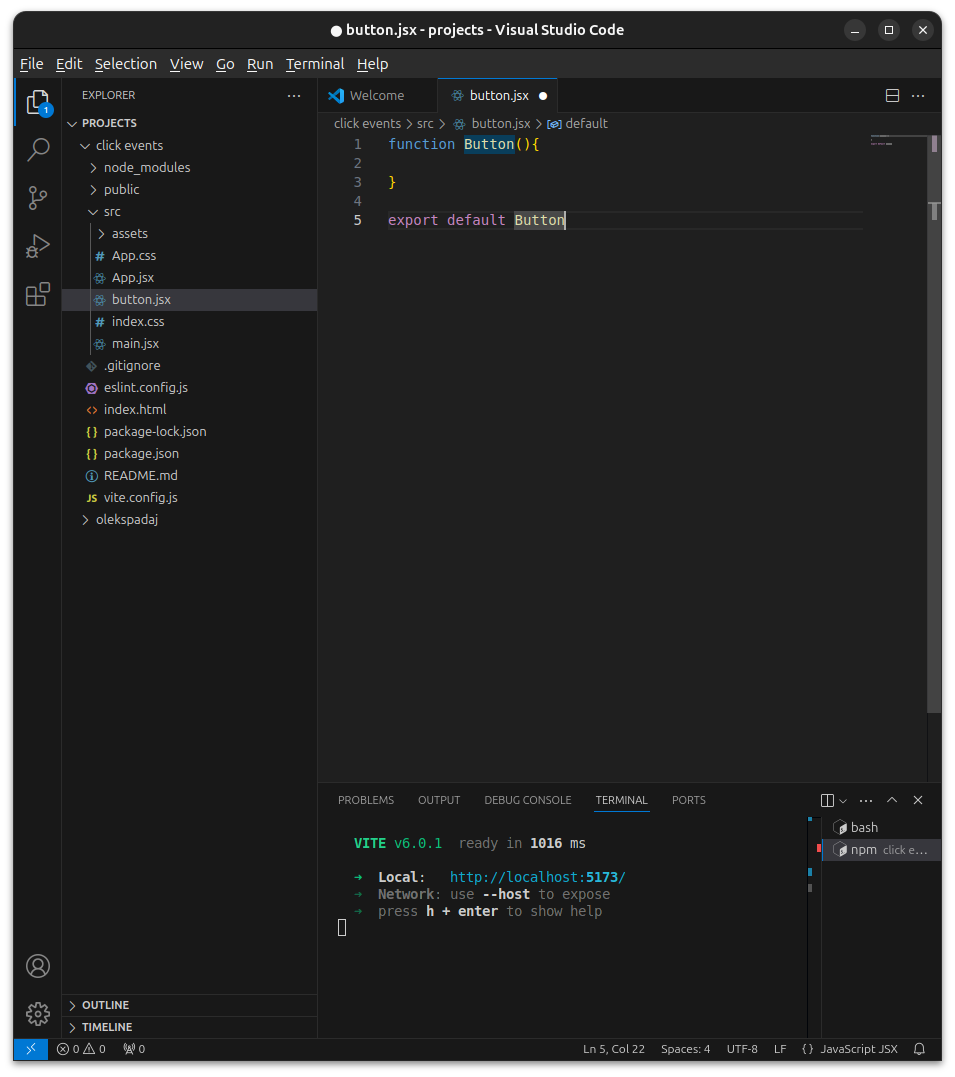 button.jsx - projects - Visual Studio Code
File Edit Selection View Go Run Terminal Help
1
EXPLORER
PROJECTS
click events
node_modules
public
src
assets
# App.css
App.jsx
button.jsx
# index.css
main.jsx
.gitignore
eslint.config.js
<> index.html
{} package-lock.json
{} package.json
README.md
JS vite.config.js
olekspadaj
OUTLINE
TIMELINE
Welcome button.jsx
click events > src > button.jsx > default
1 function Button(){
2
3 }
4
5 export default Button
PROBLEMS OUTPUT DEBUG CONSOLE TERMINAL PORTS
VITE v6.0.1 ready in 1016 ms
➜ Local: http://localhost:5173/
➜ Network: use --host to expose
➜ press h + enter to show help
bash
npm click e...
0 0 0 Ln 5, Col 22 Spaces: 4 UTF-8 LF {} JavaScript JSX